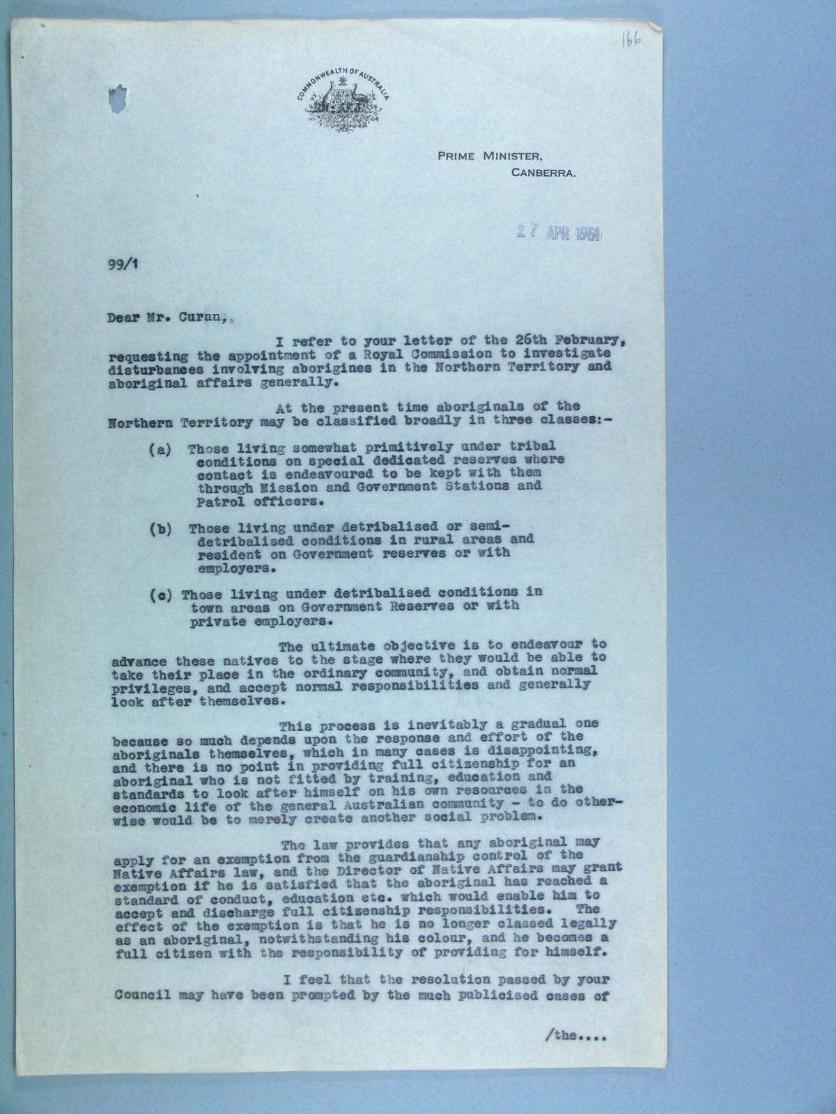 166
COMMONWEALTH OF AUSTRALIA
PRIME MINISTER,
CANBERRA.
27 APR 1951
99/1
Dear Mr. Curan,
I refer to your letter of the 26th February,
requesting the appointment of a Royal Commission to investigate
disturbances involving aborigines in the Northern Territory and
aboriginal affairs generally.
At the present time aboriginals of the
Northern Territory may be classified broadly in three classes:-
(a) Those living somewhat primitively under tribal
conditions on special dedicated reserves where
contact is endeavoured to be kept with them
through Mission and Government Stations and
Patrol officers.
(b) Those living under detribalised or semi-
detribalised conditions in rural areas and
resident on Government reserves or with
employers.
(c) Those living under detribalised conditions in
town areas on Government Reserves or with
private employers.
The ultimate objective is to endeavour to
advance these natives to the stage where they would be able to
take their place in the ordinary community, and obtain normal
privileges, and accept normal responsibilities and generally
look after themselves.
This process is inevitably a gradual one
because so much depends upon the response and effort of the
aboriginals themselves, which in many cases is disappointing,
and there is no point in providing full citizenship for an
aboriginal who is not fitted by training, education and
standards to look after himself on his own resources in the
economic life of the general Australian community - to do other-
wise would be to merely create another social problem.
The law provides that any aboriginal may
apply for an exemption from the guardianship control of the
Native Affairs law, and the Director of Native Affairs may grant
exemption if he is satisfied that the aboriginal has reached a
standard of conduct, education etc. which would enable him to
accept and discharge full citizenship responsibilities. The
effect of the exemption is that he is no longer classed legally
as an aboriginal, notwithstanding his colour, and he becomes a
full citizen with the responsibility of providing for himself.
I feel that the resolution passed by your
Council may have been prompted by the much publicised cases of
/the....